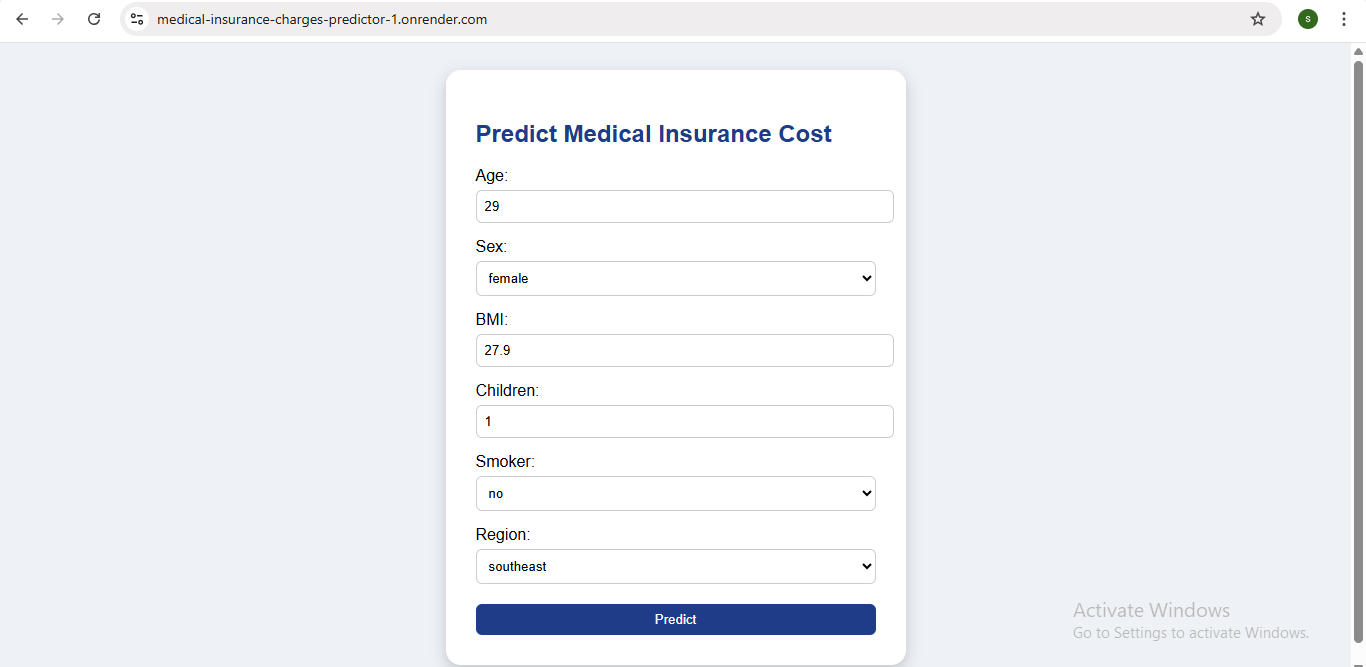 medical-insurance-charges-predictor-1.onrender.com
s
Predict Medical Insurance Cost
Age:
29
Sex:
female
BMI:
27.9
Children:
1
Smoker:
no
Region:
southeast
Predict
Activate Windows
Go to Settings to activate Windows.